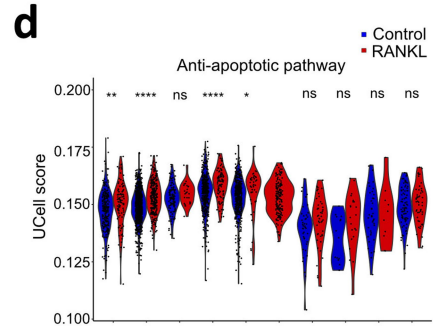 d
Control
RANKL
Anti-apoptotic pathway
0.200
** **** ns **** * ns ns ns ns
0.175
UCell score
0.150
0.125
0.100